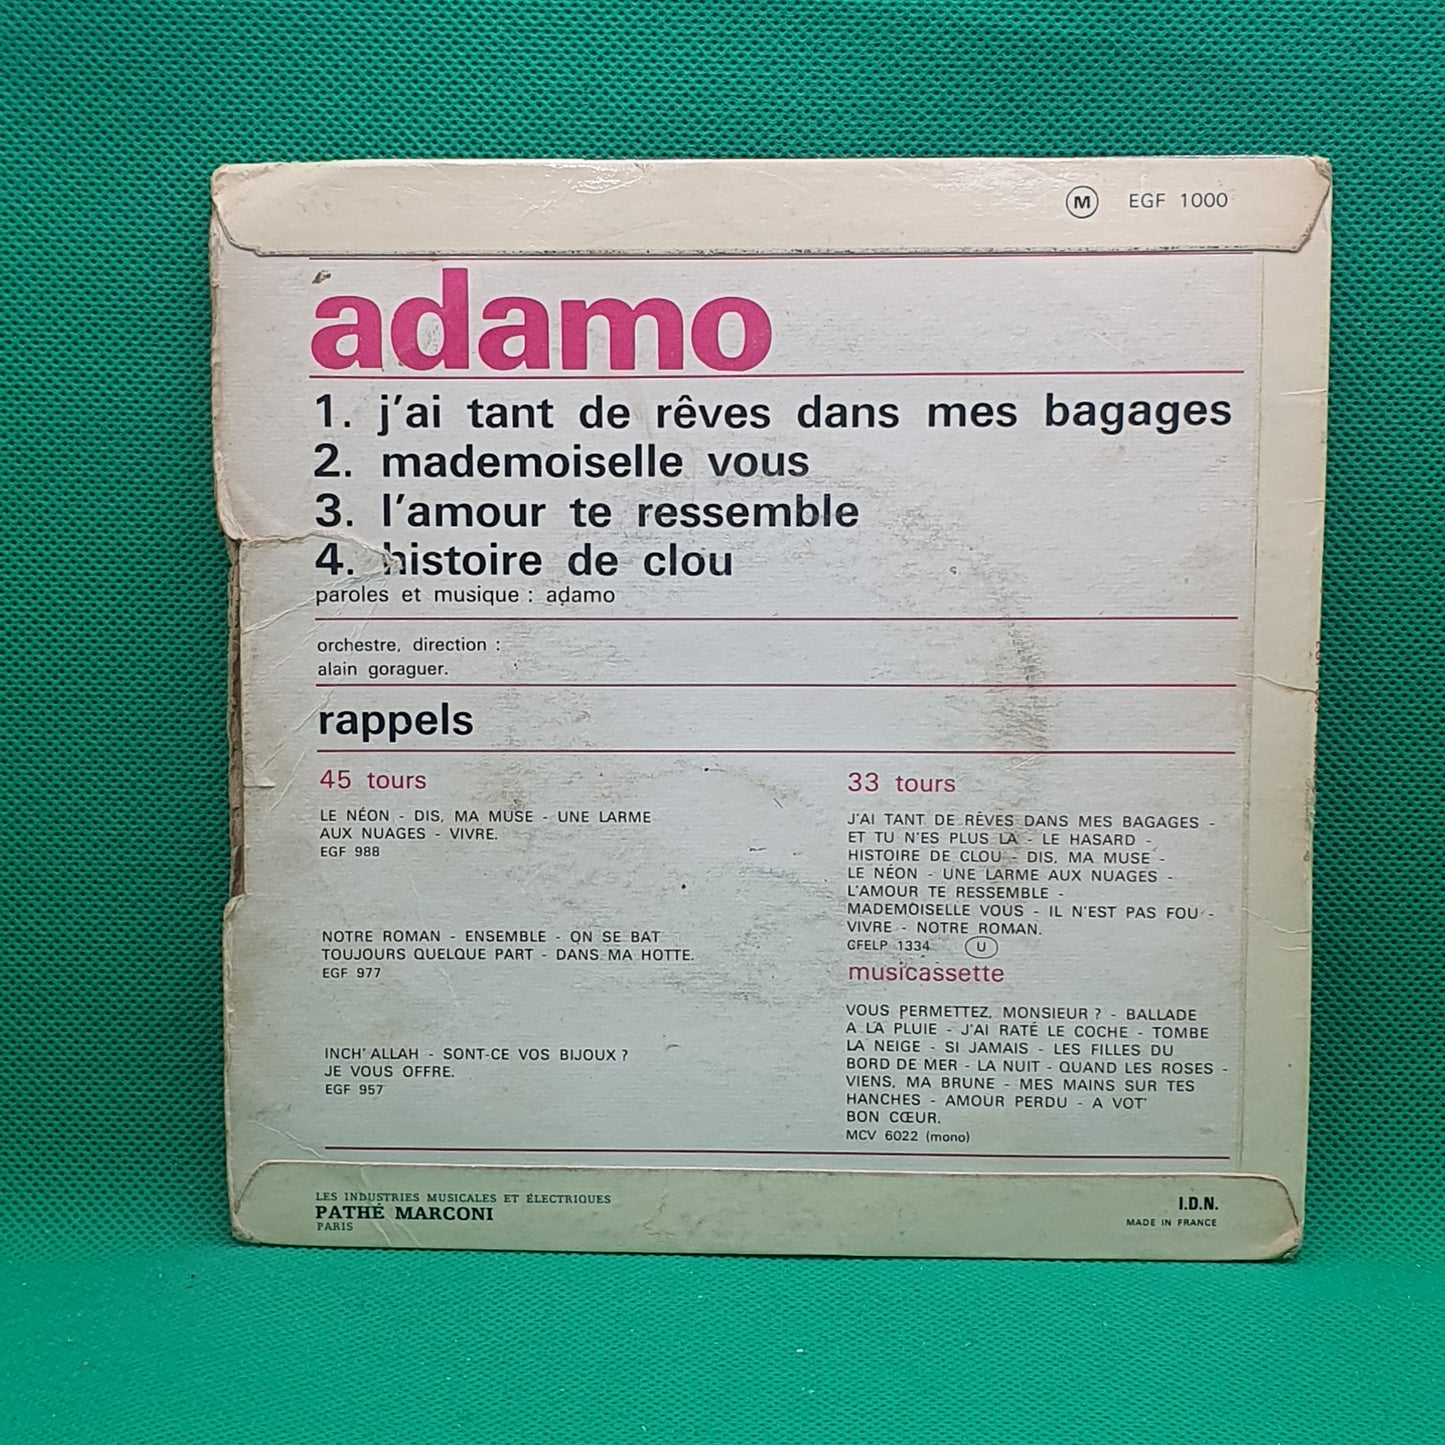 M EGF 1000
adamo
1. j'ai tant de rêves dans mes bagages
2. mademoiselle vous
3. l'amour te ressemble
4. histoire de clou
paroles et musique : adamo
orchestre, direction :
alain goraguer.
rappels
45 tours
LE NÉON - DIS, MA MUSE - UNE LARME
AUX NUAGES - VIVRE.
EGF 988
NOTRE ROMAN - ENSEMBLE - ON SE BAT
TOUJOURS QUELQUE PART - DANS MA HOTTE.
EGF 977
INCH' ALLAH - SONT-CE VOS BIJOUX ?
JE VOUS OFFRE.
EGF 957
33 tours
J'AI TANT DE RÊVES DANS MES BAGAGES -
ET TU N'ES PLUS LA - LE HASARD -
HISTOIRE DE CLOU - DIS, MA MUSE -
LE NÉON - UNE LARME AUX NUAGES -
L'AMOUR TE RESSEMBLE -
MADEMOISELLE VOUS - IL N'EST PAS FOU -
VIVRE - NOTRE ROMAN.
CFELP 1334 U
musicassette
VOUS PERMETTEZ, MONSIEUR ? - BALLADE
A LA PLUIE - J'AI RATÉ LE COCHE - TOMBE
LA NEIGE - SI JAMAIS - LES FILLES DU
BORD DE MER - LA NUIT - QUAND LES ROSES -
VIENS, MA BRUNE - MES MAINS SUR TES
HANCHES - AMOUR PERDU - A VOT'
BON CŒUR.
MCV 6022 (mono)
LES INDUSTRIES MUSICALES ET ÉLECTRIQUES
PATHÉ MARCONI
PARIS
I.D.N.
MADE IN FRANCE